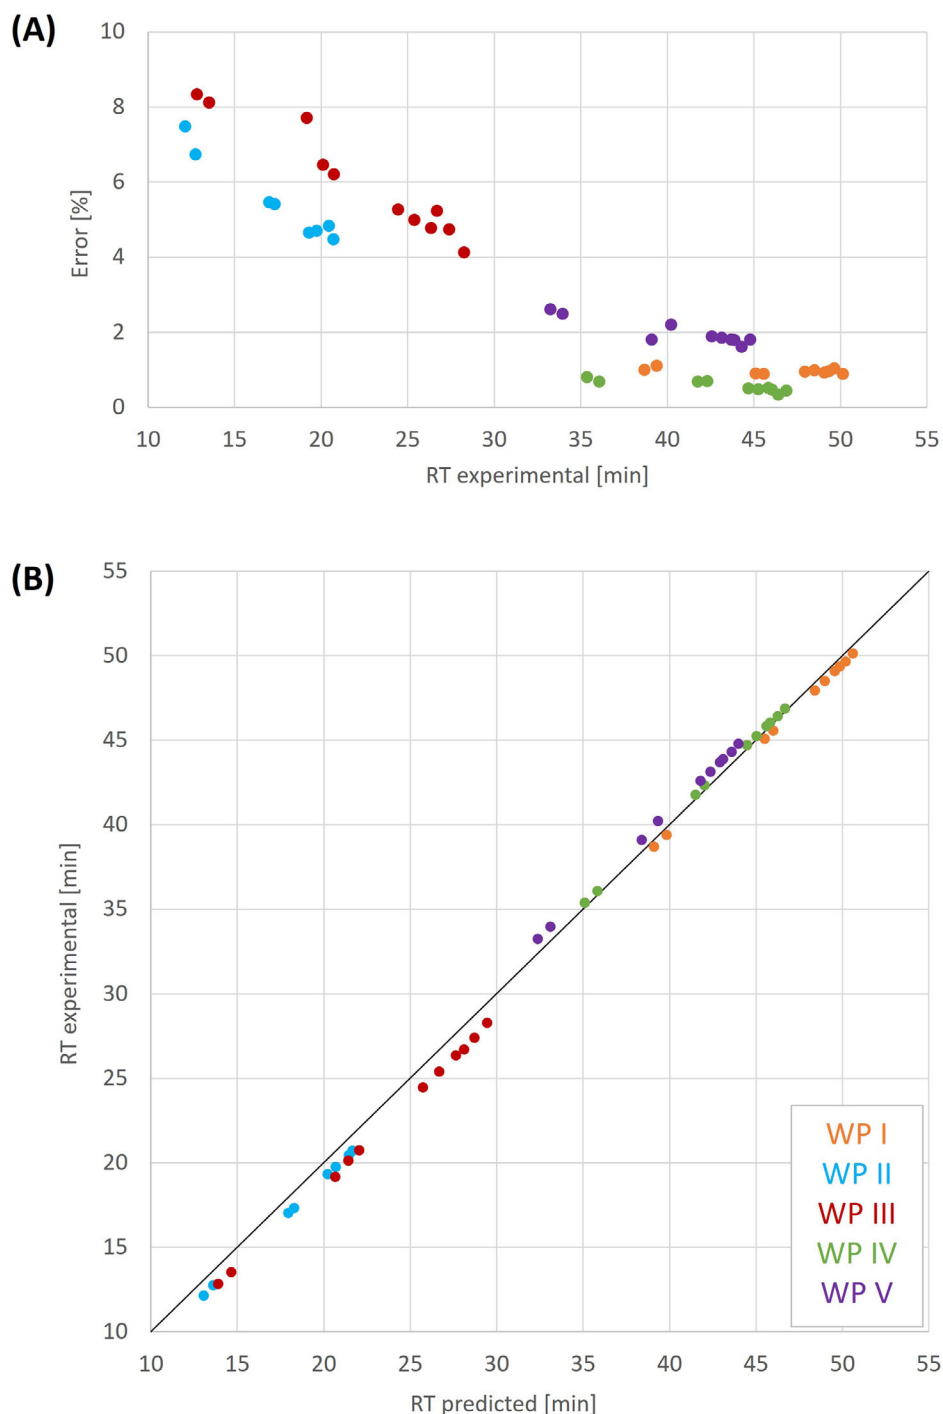 (A)
Error [%]
10
8
6
4
2
0
10 15 20 25 30 35 40 45 50 55
RT experimental [min]
(B)
RT experimental [min]
55
50
45
40
35
30
25
20
15
10
WP I
WP II
WP III
WP IV
WP V
10 15 20 25 30 35 40 45 50 55
RT predicted [min]